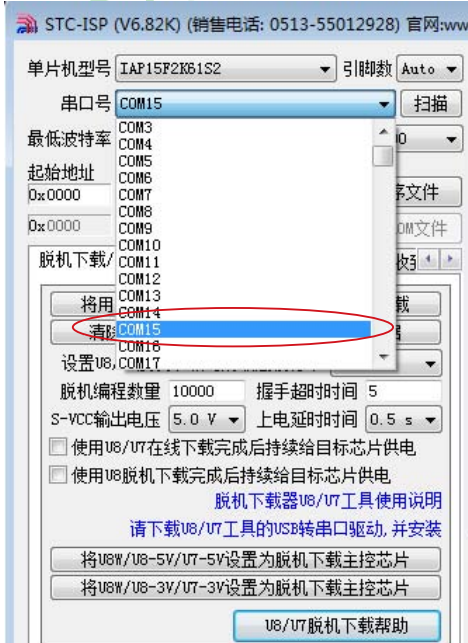 STC-ISP (V6.82K) (销售电话: 0513-55012928) 官网:ww
单片机型号 IAP15F2K61S2 引脚数 Auto
串口号 COM15 扫描
COM3
最低波特率 COM4
COM5
起始地址 COM6
0x0000 COM7 序文件
COM8
0x0000 COM9 OM文件
COM10
脱机下载/ COM11 收到
COM12
将用 COM13 载
COM14
清除 COM15
COM16
设置U8, COM17
脱机编程数量 10000 握手超时时间 5
S-VCC输出电压 5.0 V 上电延时时间 0.5 s
使用U8/U7在线下载完成后持续给目标芯片供电
使用U8脱机下载完成后持续给目标芯片供电
脱机下载器U8/U7工具使用说明
请下载U8/U7工具的USB转串口驱动,并安装
将U8W/U8-5V/U7-5V设置为脱机下载主控芯片
将U8W/U8-3V/U7-3V设置为脱机下载主控芯片
U8/U7脱机下载帮助